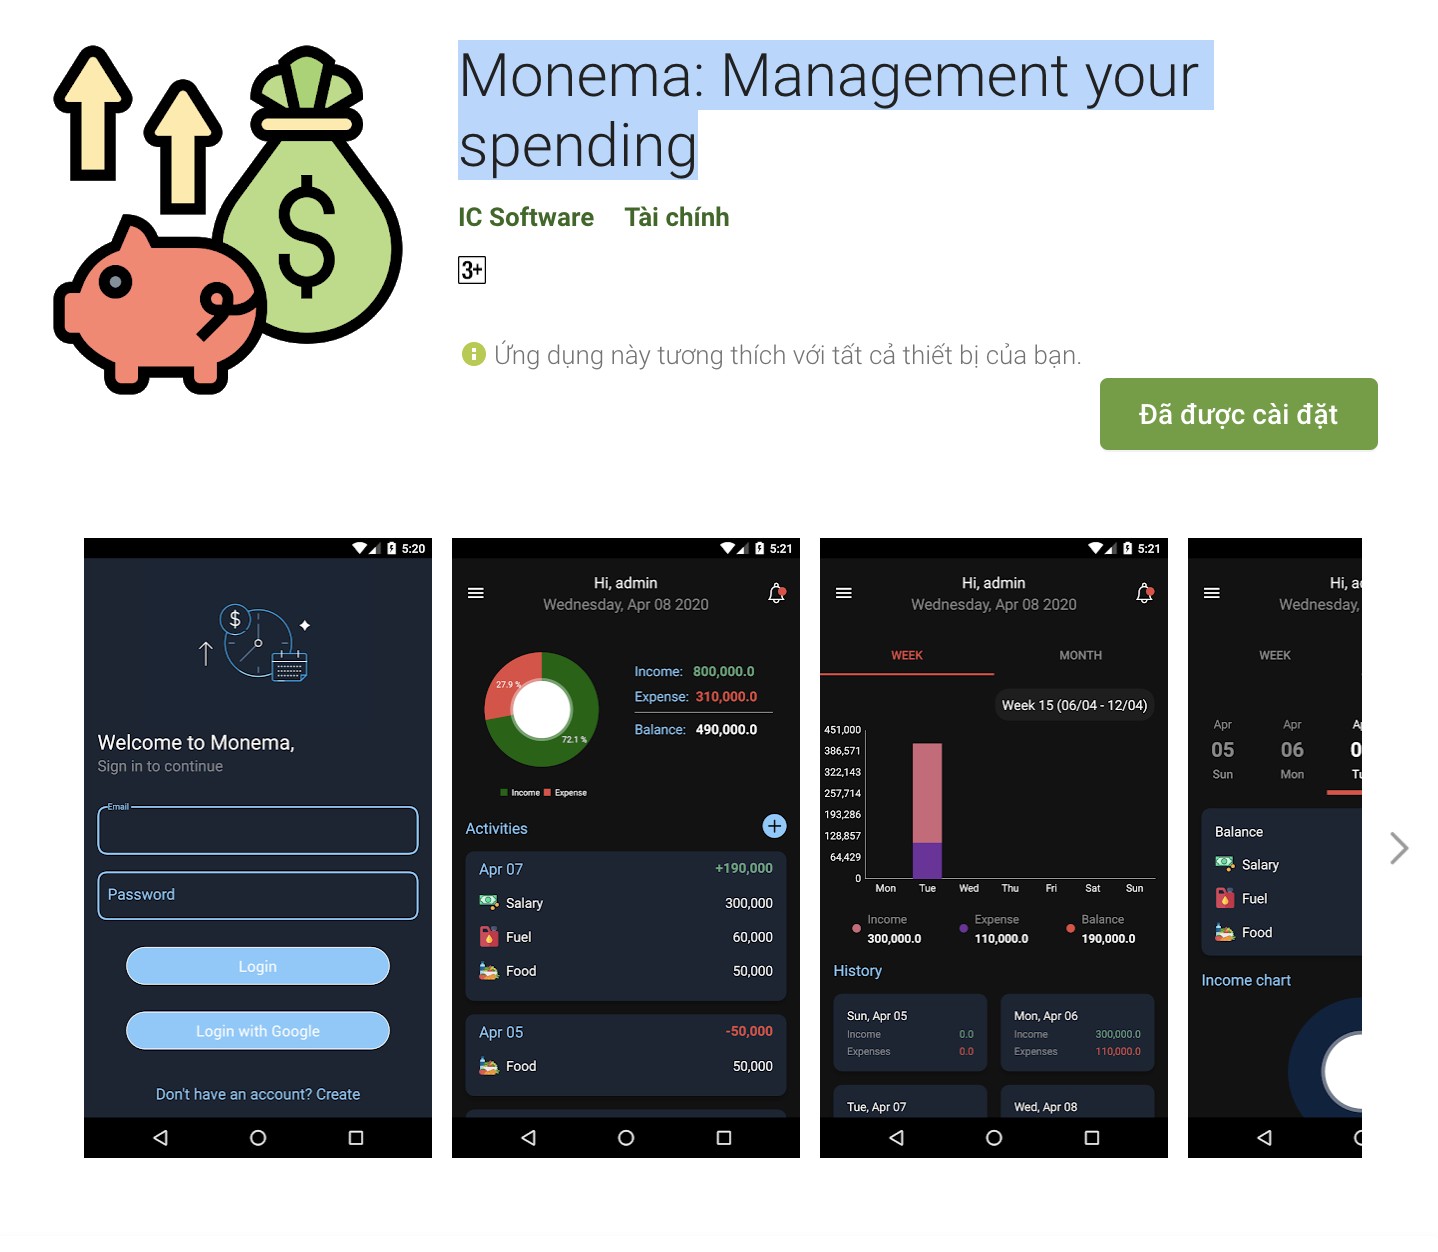 Monema: Management your
spending
IC Software Tài chính
3+
Ứng dụng này tương thích với tất cả thiết bị của bạn.
Đã được cài đặt
5:20
$
Welcome to Monema,
Sign in to continue
Email
Password
Login
Login with Google
Don't have an account? Create
5:21
Hi, admin
Wednesday, Apr 08 2020
27.9 %
72.1 %
Income: 800,000.0
Expense: 310,000.0
Balance: 490,000.0
Income Expense
Activities
Apr 07 +190,000
Salary 300,000
Fuel 60,000
Food 50,000
Apr 05 -50,000
Food 50,000
5:21
Hi, admin
Wednesday, Apr 08 2020
WEEK MONTH
Week 15 (06/04 - 12/04)
451,000
386,571
322,143
257,714
193,286
128,857
64,429
0
Mon Tue Wed Thu Fri Sat Sun
Income Expense Balance
300,000.0 110,000.0 190,000.0
History
Sun, Apr 05
Income 0.0
Expenses 0.0
Mon, Apr 06
Income 300,000.0
Expenses 110,000.0
Tue, Apr 07
Wed, Apr 08
Hi, a
Wednesday,
WEEK
Apr Apr
05 06 0
Sun Mon
Balance
Salary
Fuel
Food
Income chart